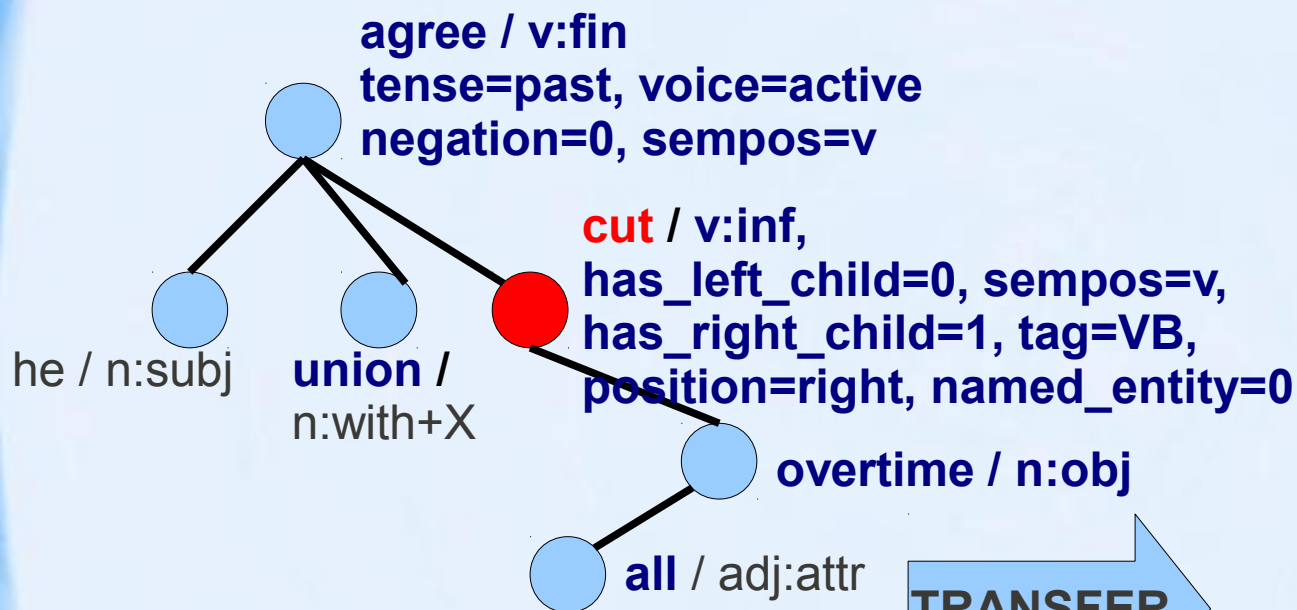 agree / v:fin
tense=past, voice=active
negation=0, sempos=v
cut / v:inf,
has_left_child=0, sempos=v,
has_right_child=1, tag=VB,
position=right, named_entity=0
he / n:subj
union /
n:with+X
overtime / n:obj
all / adj:attr
TRANSFER